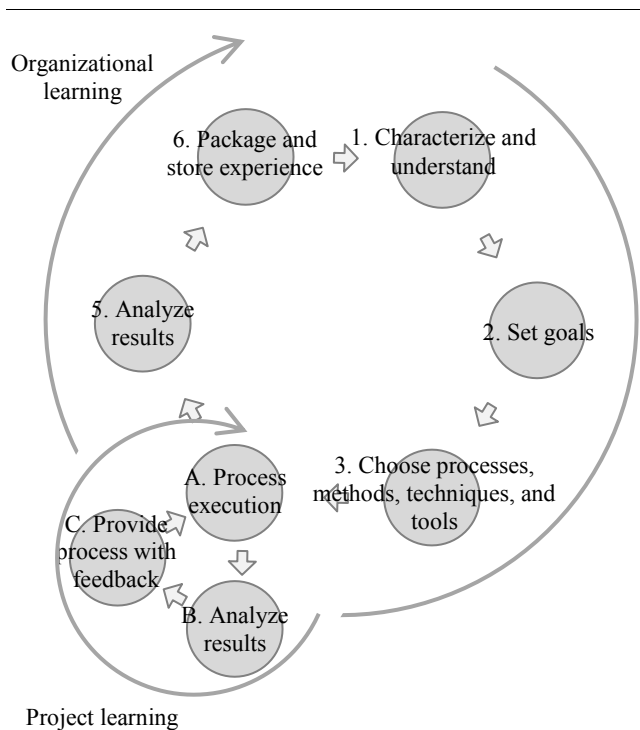 Organizational
learning
6. Package and
store experience
1. Characterize and
understand
2. Set goals
3. Choose processes,
methods, techniques, and
tools
5. Analyze
results
A. Process
execution
B. Analyze
results
C. Provide
process with
feedback
Project learning